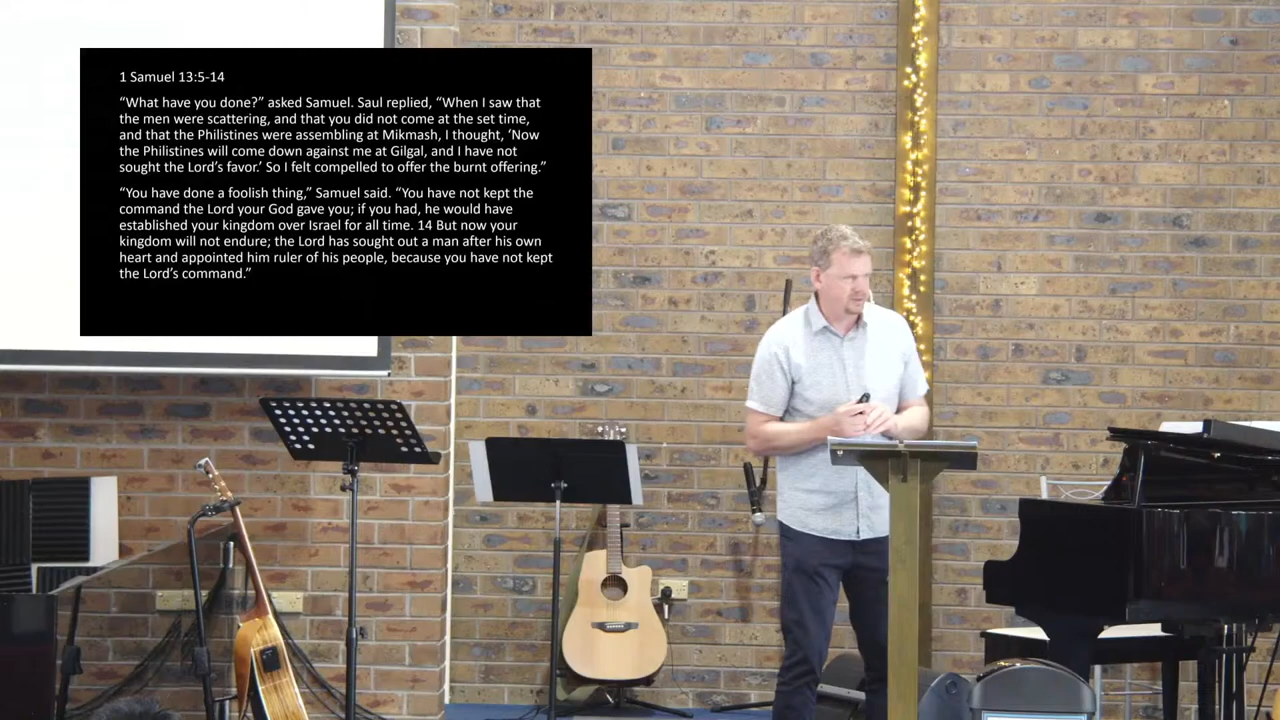 1 Samuel 13:5-14
“What have you done?” asked Samuel. Saul replied, “When I saw that
the men were scattering, and that you did not come at the set time,
and that the Philistines were assembling at Mikmash, I thought, ‘Now
the Philistines will come down against me at Gilgal, and I have not
sought the Lord’s favor.’ So I felt compelled to offer the burnt offering.”
“You have done a foolish thing,” Samuel said. “You have not kept the
command the Lord your God gave you; if you had, he would have
established your kingdom over Israel for all time. 14 But now your
kingdom will not endure; the Lord has sought out a man after his own
heart and appointed him ruler of his people, because you have not kept
the Lord’s command.”